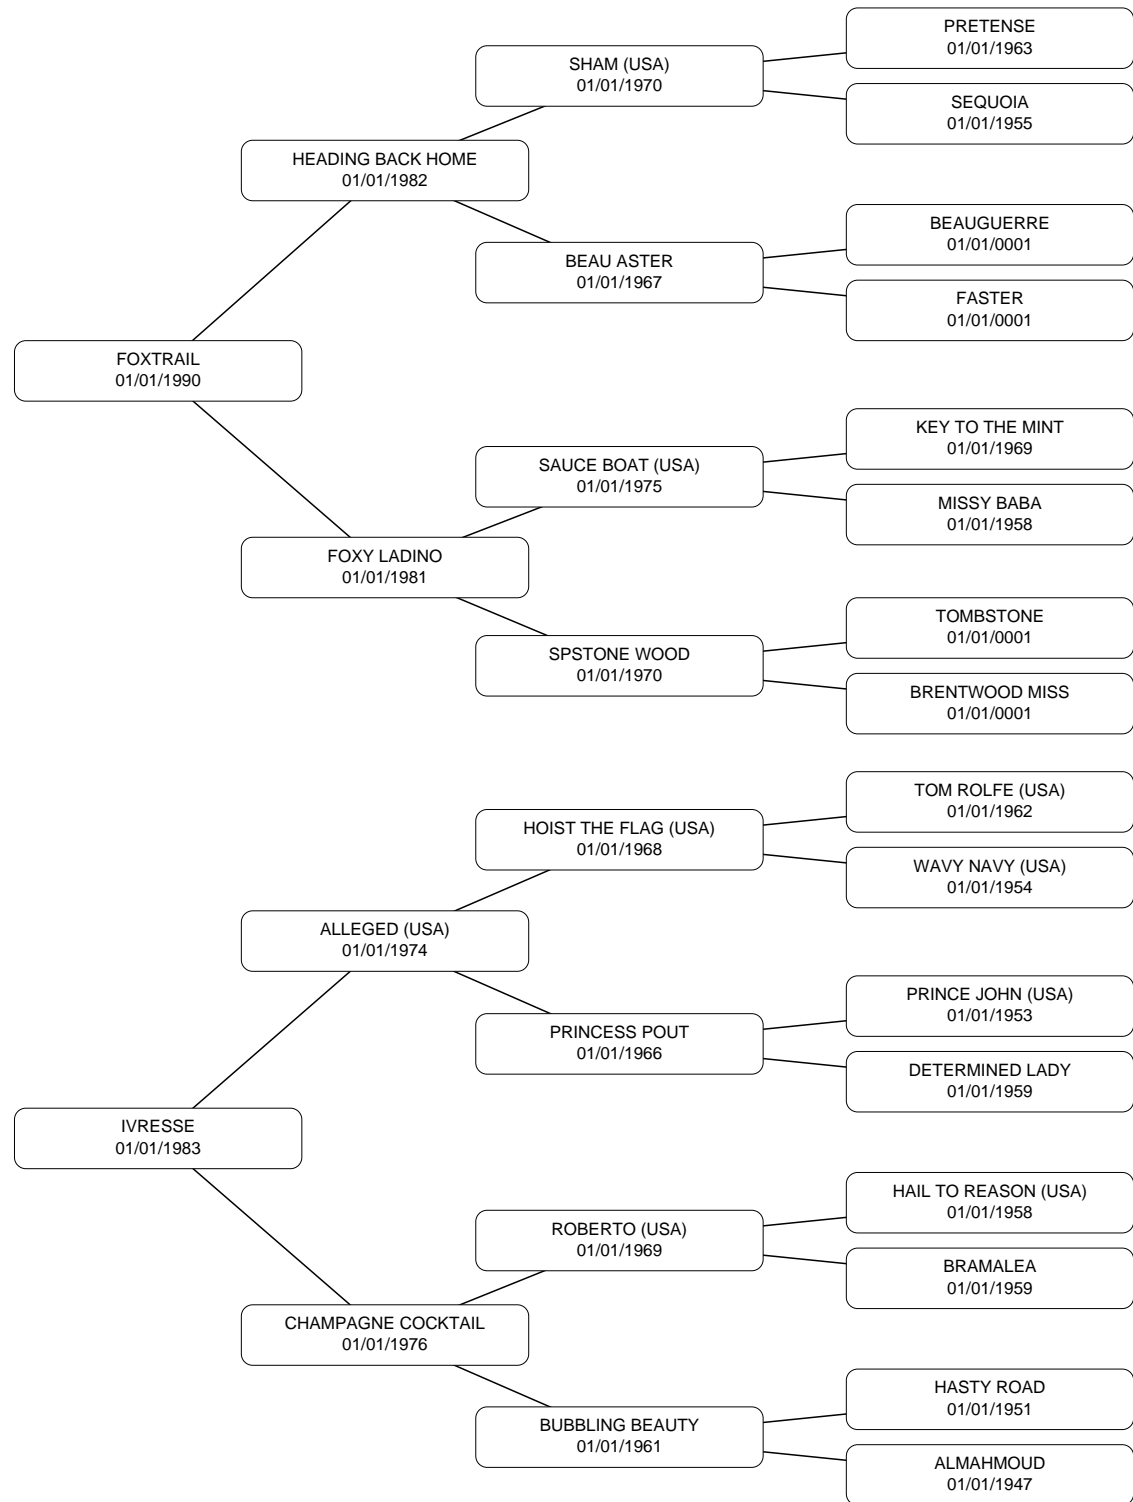 PRETENSE
01/01/1963
SHAM (USA)
01/01/1970
SEQUOIA
01/01/1955
HEADING BACK HOME
01/01/1982
BEAUGUERRE
01/01/0001
BEAU ASTER
01/01/1967
FASTER
01/01/0001
FOXTRAIL
01/01/1990
KEY TO THE MINT
01/01/1969
SAUCE BOAT (USA)
01/01/1975
MISSY BABA
01/01/1958
FOXY LADINO
01/01/1981
TOMBSTONE
01/01/0001
SPSTONE WOOD
01/01/1970
BRENTWOOD MISS
01/01/0001
TOM ROLFE (USA)
01/01/1962
HOIST THE FLAG (USA)
01/01/1968
WAVY NAVY (USA)
01/01/1954
ALLEGED (USA)
01/01/1974
PRINCE JOHN (USA)
01/01/1953
PRINCESS POUT
01/01/1966
DETERMINED LADY
01/01/1959
IVRESSE
01/01/1983
HAIL TO REASON (USA)
01/01/1958
ROBERTO (USA)
01/01/1969
BRAMALEA
01/01/1959
CHAMPAGNE COCKTAIL
01/01/1976
HASTY ROAD
01/01/1951
BUBBLING BEAUTY
01/01/1961
ALMAHMOUD
01/01/1947